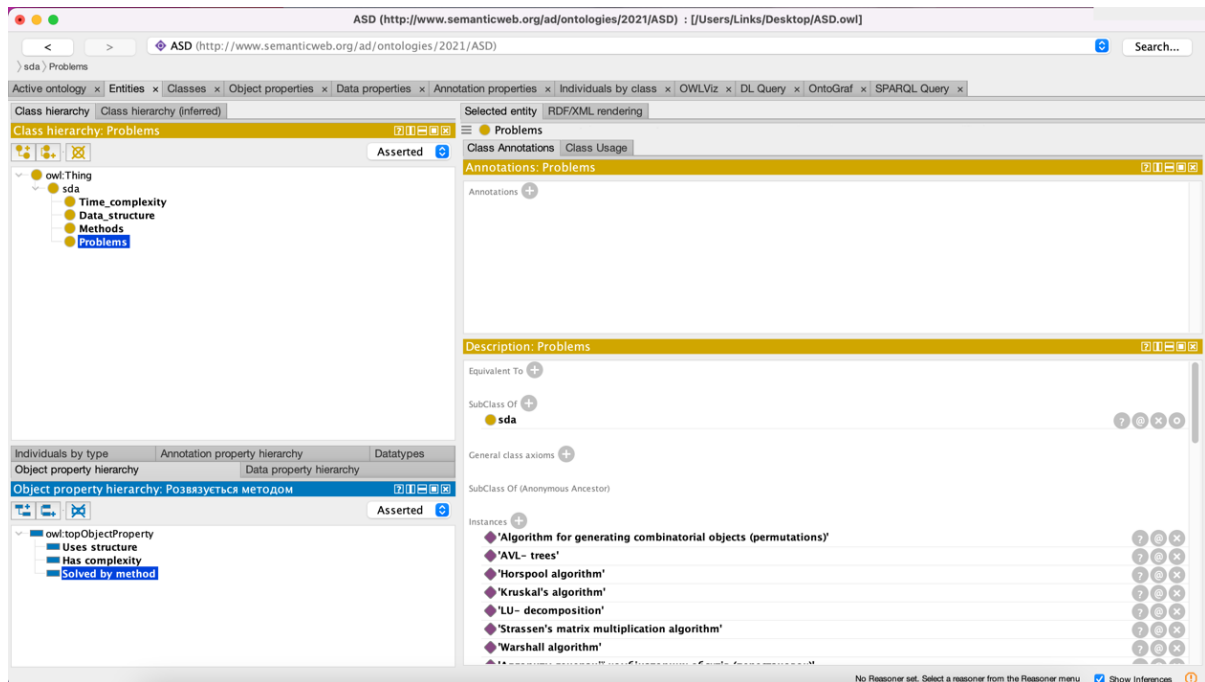 ASD (http://www.semanticweb.org/ad/ontologies/2021/ASD) : [/Users/Links/Desktop/ASD.owl]
< > ASD (http://www.semanticweb.org/ad/ontologies/2021/ASD) Search...
〉sda 〉Problems
Active ontology × Entities × Classes × Object properties × Data properties × Annotation properties × Individuals by class × OWLViz × DL Query × OntoGraf × SPARQL Query ×
Class hierarchy Class hierarchy (inferred)
Class hierarchy: Problems
Asserted
owl:Thing
sda
Time_complexity
Data_structure
Methods
Problems
Individuals by type Annotation property hierarchy Datatypes
Object property hierarchy Data property hierarchy
Object property hierarchy: Розвязується методом
Asserted
owl:topObjectProperty
Uses structure
Has complexity
Solved by method
Selected entity RDF/XML rendering
Problems
Class Annotations Class Usage
Annotations: Problems
Annotations
Description: Problems
Equivalent To
SubClass Of
sda
General class axioms
SubClass Of (Anonymous Ancestor)
Instances
'Algorithm for generating combinatorial objects (permutations)'
'AVL- trees'
'Horspool algorithm'
'Kruskal's algorithm'
'LU- decomposition'
'Strassen's matrix multiplication algorithm'
'Warshall algorithm'
No Reasoner set. Select a reasoner from the Reasoner menu Show Inferences